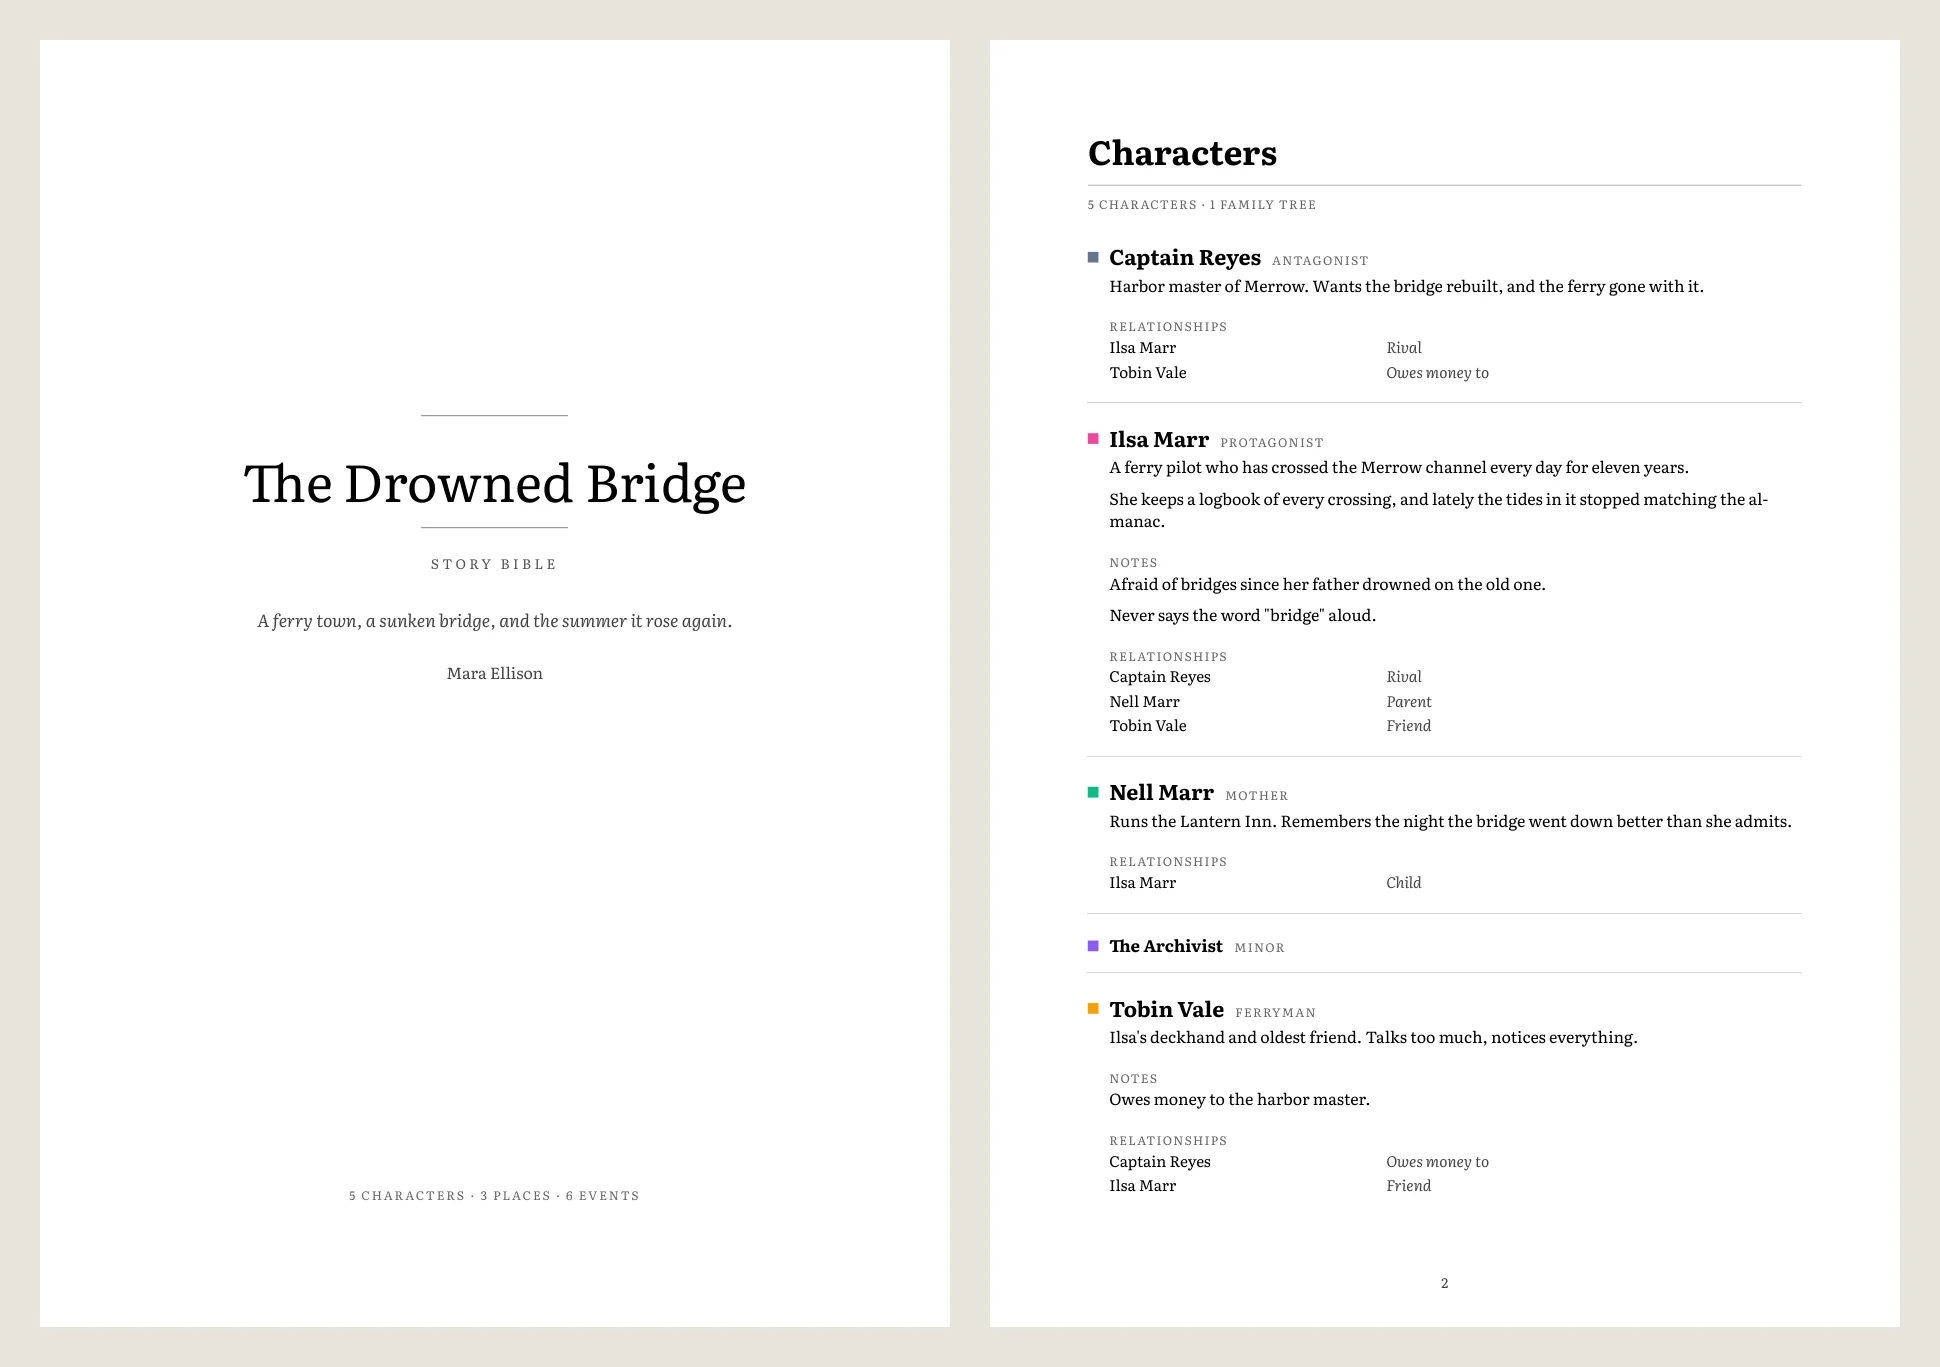 The Drowned Bridge
STORY BIBLE
A ferry town, a sunken bridge, and the summer it rose again.
Mara Ellison
5 CHARACTERS · 3 PLACES · 6 EVENTS
Characters
5 CHARACTERS · 1 FAMILY TREE
Captain Reyes ANTAGONIST
Harbor master of Merrow. Wants the bridge rebuilt, and the ferry gone with it.
RELATIONSHIPS
Ilsa Marr Rival
Tobin Vale Owes money to
Ilsa Marr PROTAGONIST
A ferry pilot who has crossed the Merrow channel every day for eleven years.
She keeps a logbook of every crossing, and lately the tides in it stopped matching the al-
manac.
NOTES
Afraid of bridges since her father drowned on the old one.
Never says the word "bridge" aloud.
RELATIONSHIPS
Captain Reyes Rival
Nell Marr Parent
Tobin Vale Friend
Nell Marr MOTHER
Runs the Lantern Inn. Remembers the night the bridge went down better than she admits.
RELATIONSHIPS
Ilsa Marr Child
The Archivist MINOR
Tobin Vale FERRYMAN
Ilsa's deckhand and oldest friend. Talks too much, notices everything.
NOTES
Owes money to the harbor master.
RELATIONSHIPS
Captain Reyes Owes money to
Ilsa Marr Friend
2